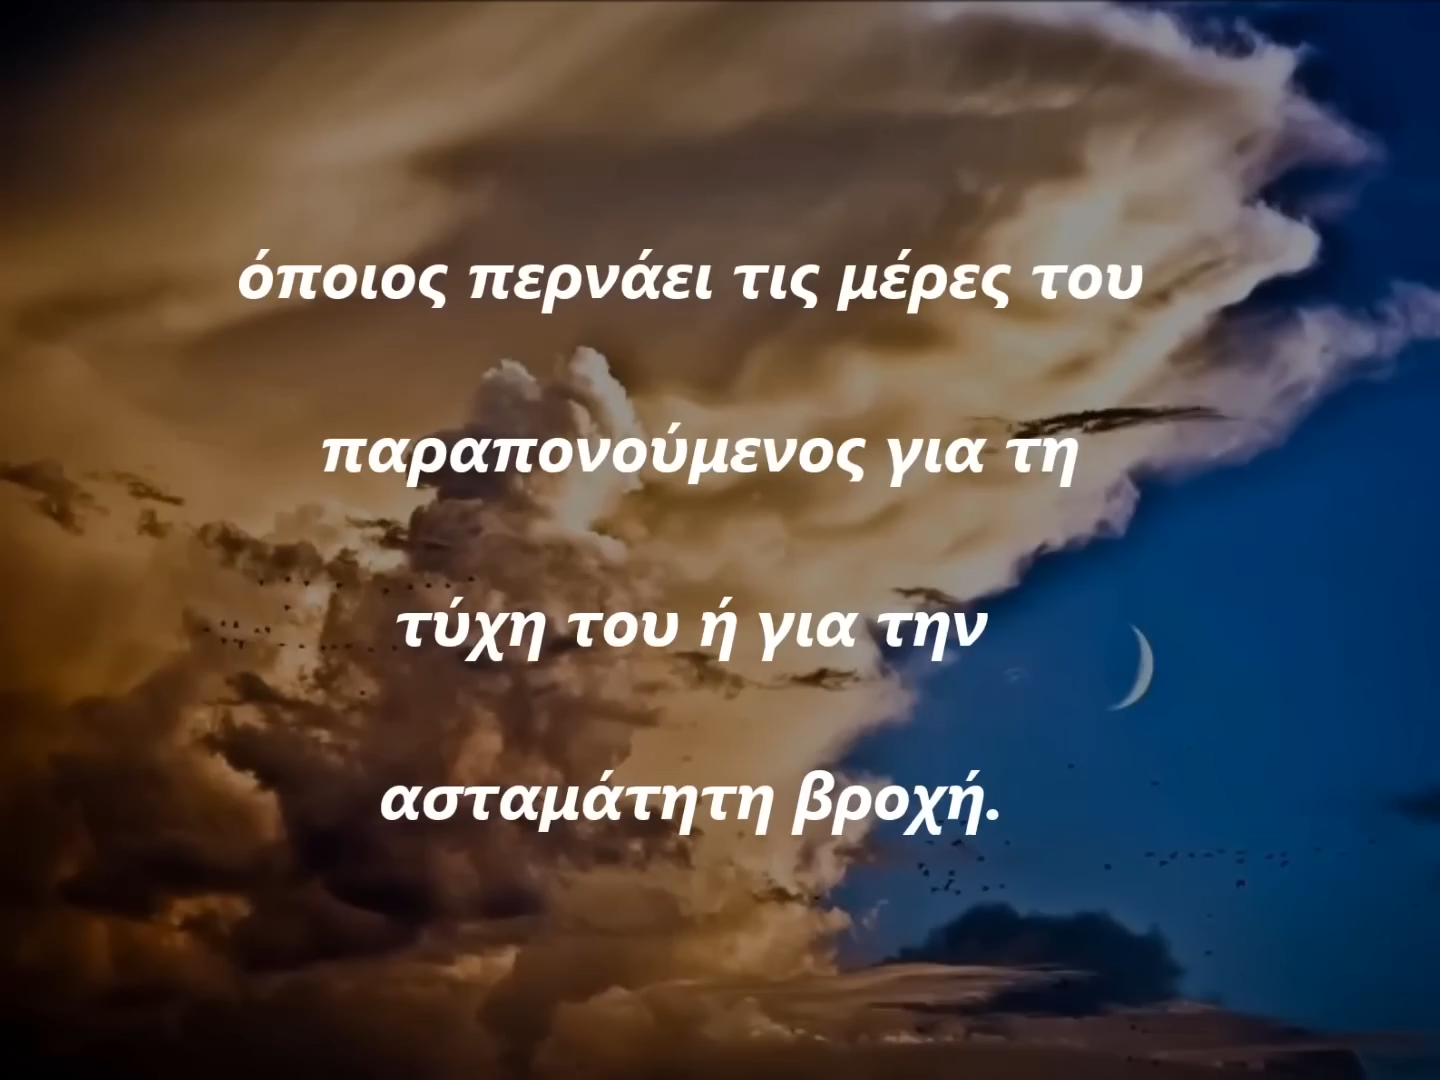 όποιος περνάει τις μέρες του
παραπονούμενος για τη
τύχη του ή για την
ασταμάτητη βροχή.